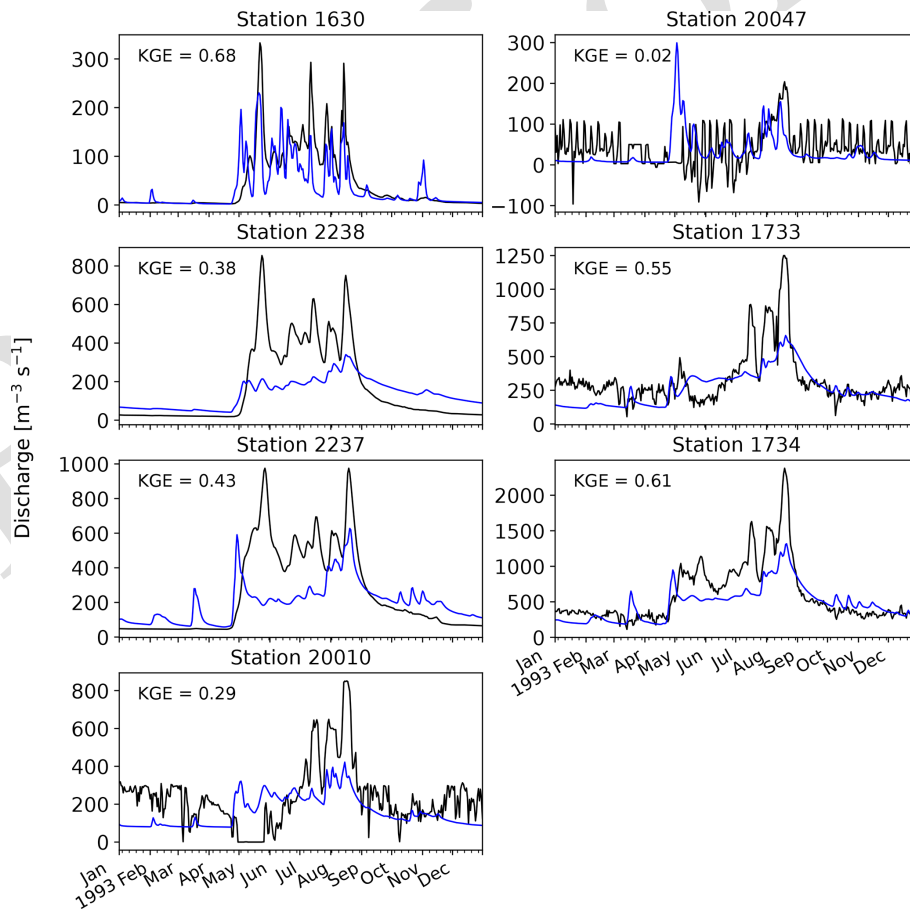 Station 1630
KGE = 0.68
300
200
100
0
Station 20047
KGE = 0.02
300
200
100
0
−100
Station 2238
KGE = 0.38
800
600
400
200
0
Station 1733
KGE = 0.55
1250
1000
750
500
250
0
Discharge [m⁻³ s⁻¹]
Station 2237
KGE = 0.43
1000
800
600
400
200
0
Station 1734
KGE = 0.61
2000
1500
1000
500
0
Jan
1993 Feb Mar Apr May Jun Jul Aug Sep Oct Nov Dec
Station 20010
KGE = 0.29
800
600
400
200
0
Jan
1993 Feb Mar Apr May Jun Jul Aug Sep Oct Nov Dec